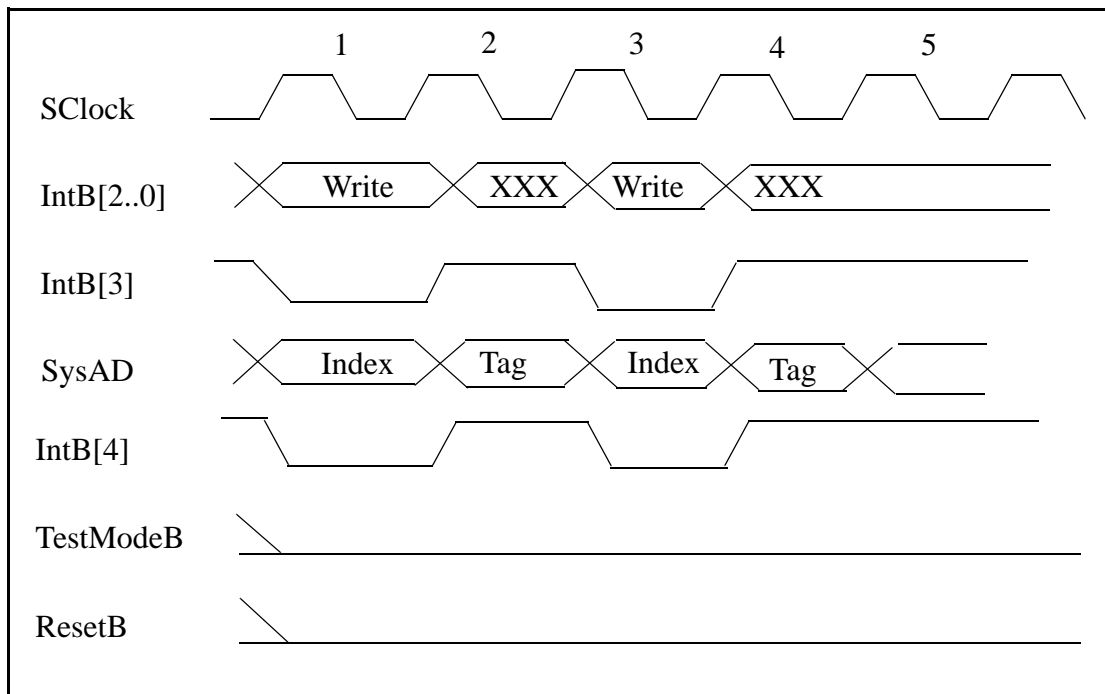 1 2 3 4 5
SClock
IntB[2..0] Write XXX Write XXX
IntB[3]
SysAD Index Tag Index Tag
IntB[4]
TestModeB
ResetB